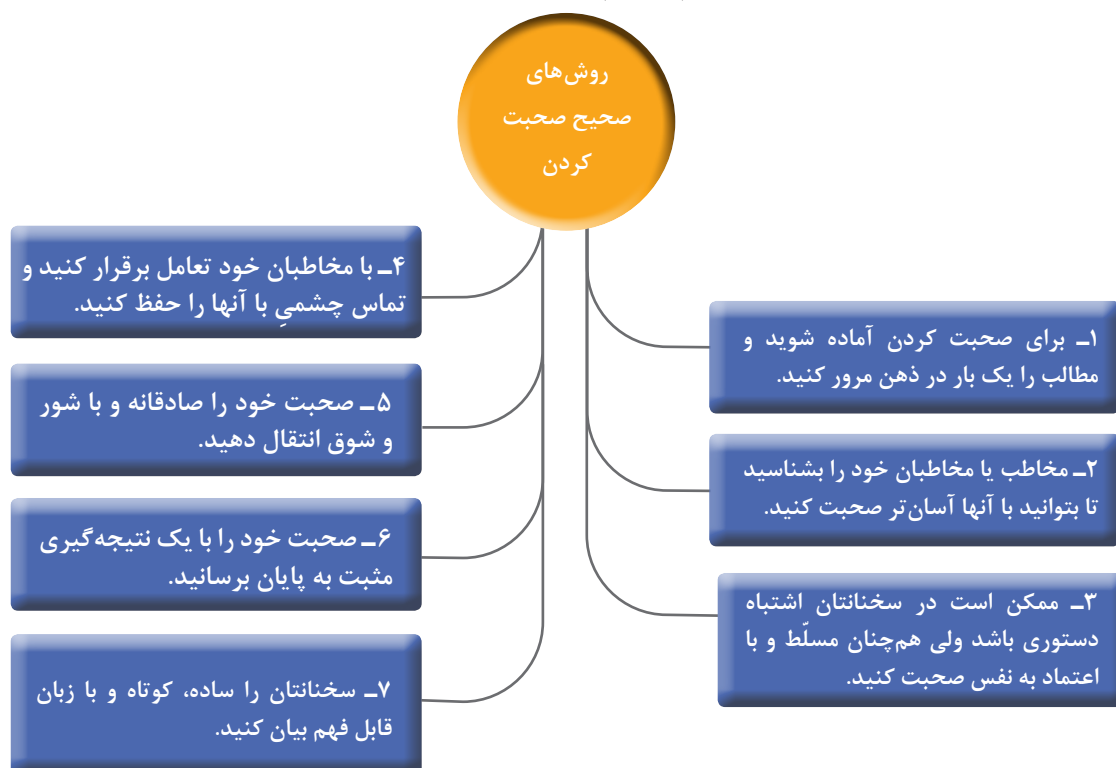 روش‌های
صحیح صحبت
کردن
۱ـ برای صحبت کردن آماده شوید و
مطالب را یک بار در ذهن مرور کنید.
۲ـ مخاطب یا مخاطبان خود را بشناسید
تا بتوانید با آنها آسان‌تر صحبت کنید.
۳ـ ممکن است در سخنانتان اشتباه
دستوری باشد ولی هم‌چنان مسلّط و با
اعتماد به نفس صحبت کنید.
۴ـ با مخاطبان خود تعامل برقرار کنید و
تماس چشمیِ با آنها را حفظ کنید.
۵ـ صحبت خود را صادقانه و با شور
و شوق انتقال دهید.
۶ـ صحبت خود را با یک نتیجه‌گیری
مثبت به پایان برسانید.
۷ـ سخنانتان را ساده، کوتاه و با زبان
قابل فهم بیان کنید.